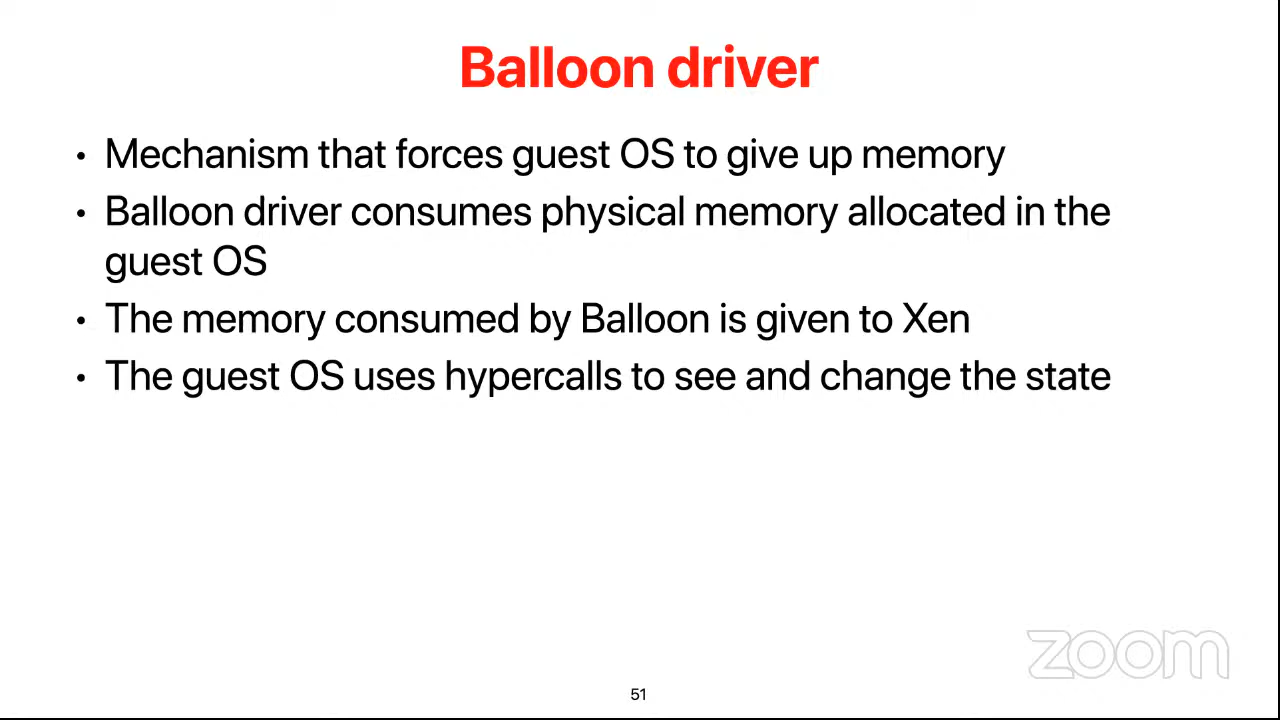 Balloon driver
• Mechanism that forces guest OS to give up memory
• Balloon driver consumes physical memory allocated in the
guest OS
• The memory consumed by Balloon is given to Xen
• The guest OS uses hypercalls to see and change the state
zoom
51